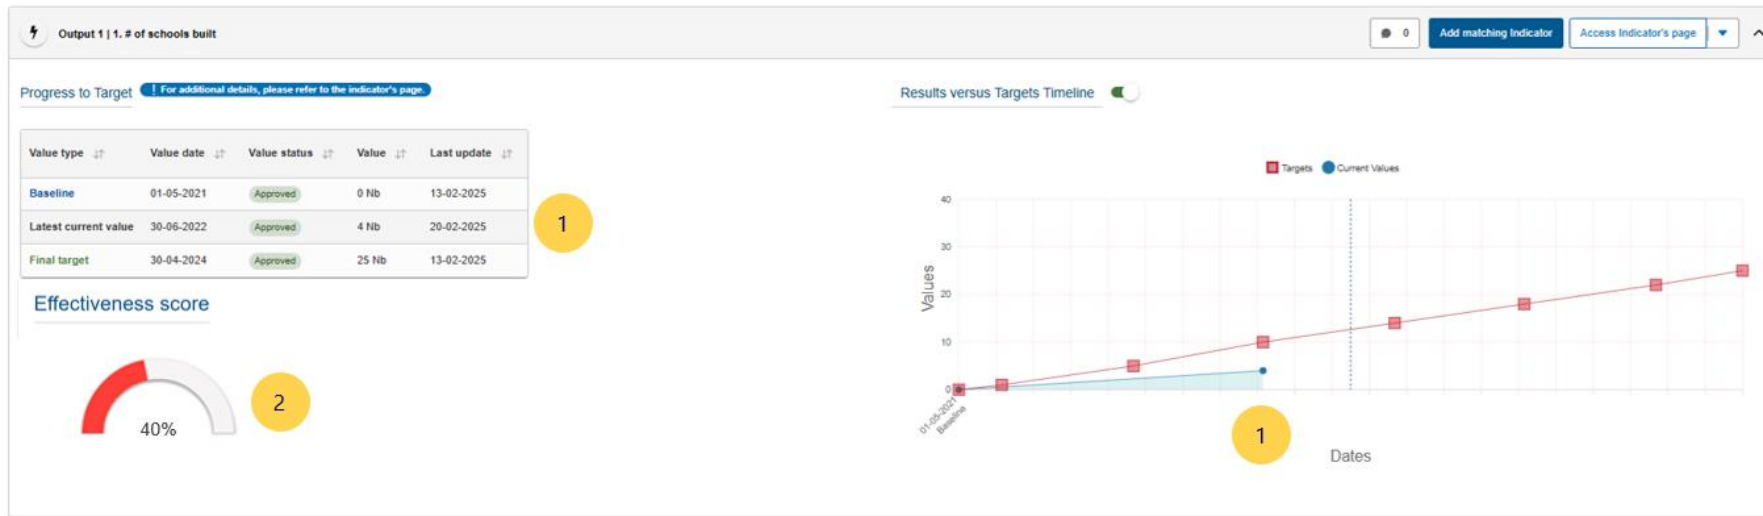 Output 1 | 1. # of schools built
0
Add matching Indicator
Access Indicator's page
Progress to Target
! For additional details, please refer to the indicator's page.
Value type Value date Value status Value Last update
Baseline 01-05-2021 Approved 0 Nb 13-02-2025
Latest current value 30-06-2022 Approved 4 Nb 20-02-2025
Final target 30-04-2024 Approved 25 Nb 13-02-2025
1
Effectiveness score
40%
2
Results versus Targets Timeline
Targets Current Values
Values
40
30
20
10
0
01-05-2021
Baseline
1
Dates